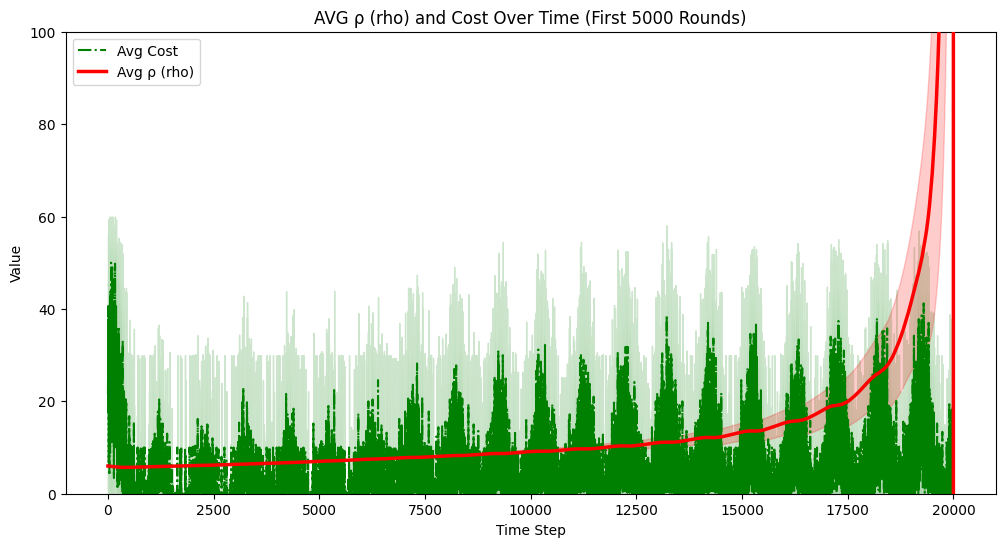 AVG ρ (rho) and Cost Over Time (First 5000 Rounds)
Avg Cost
Avg ρ (rho)
Value
100
80
60
40
20
0
0 2500 5000 7500 10000 12500 15000 17500 20000
Time Step